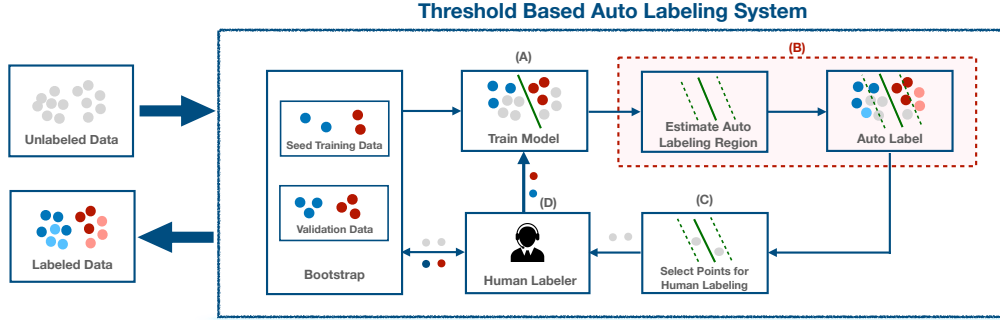 Threshold Based Auto Labeling System
(A)
(B)
Unlabeled Data
Seed Training Data
Train Model
Estimate Auto
Labeling Region
Auto Label
Validation Data
(D)
(C)
Labeled Data
Bootstrap
Human Labeler
Select Points for
Human Labeling